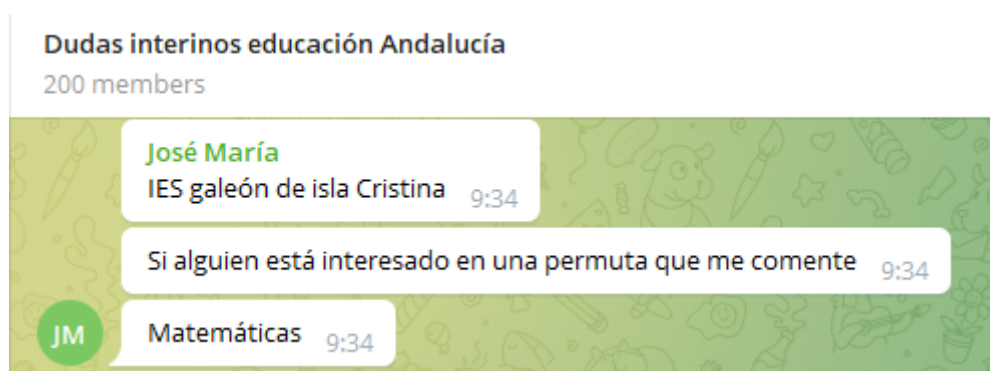 Dudas interinos educación Andalucía
200 members
José María
IES galeón de isla Cristina 9:34
Si alguien está interesado en una permuta que me comente 9:34
JM
Matemáticas 9:34